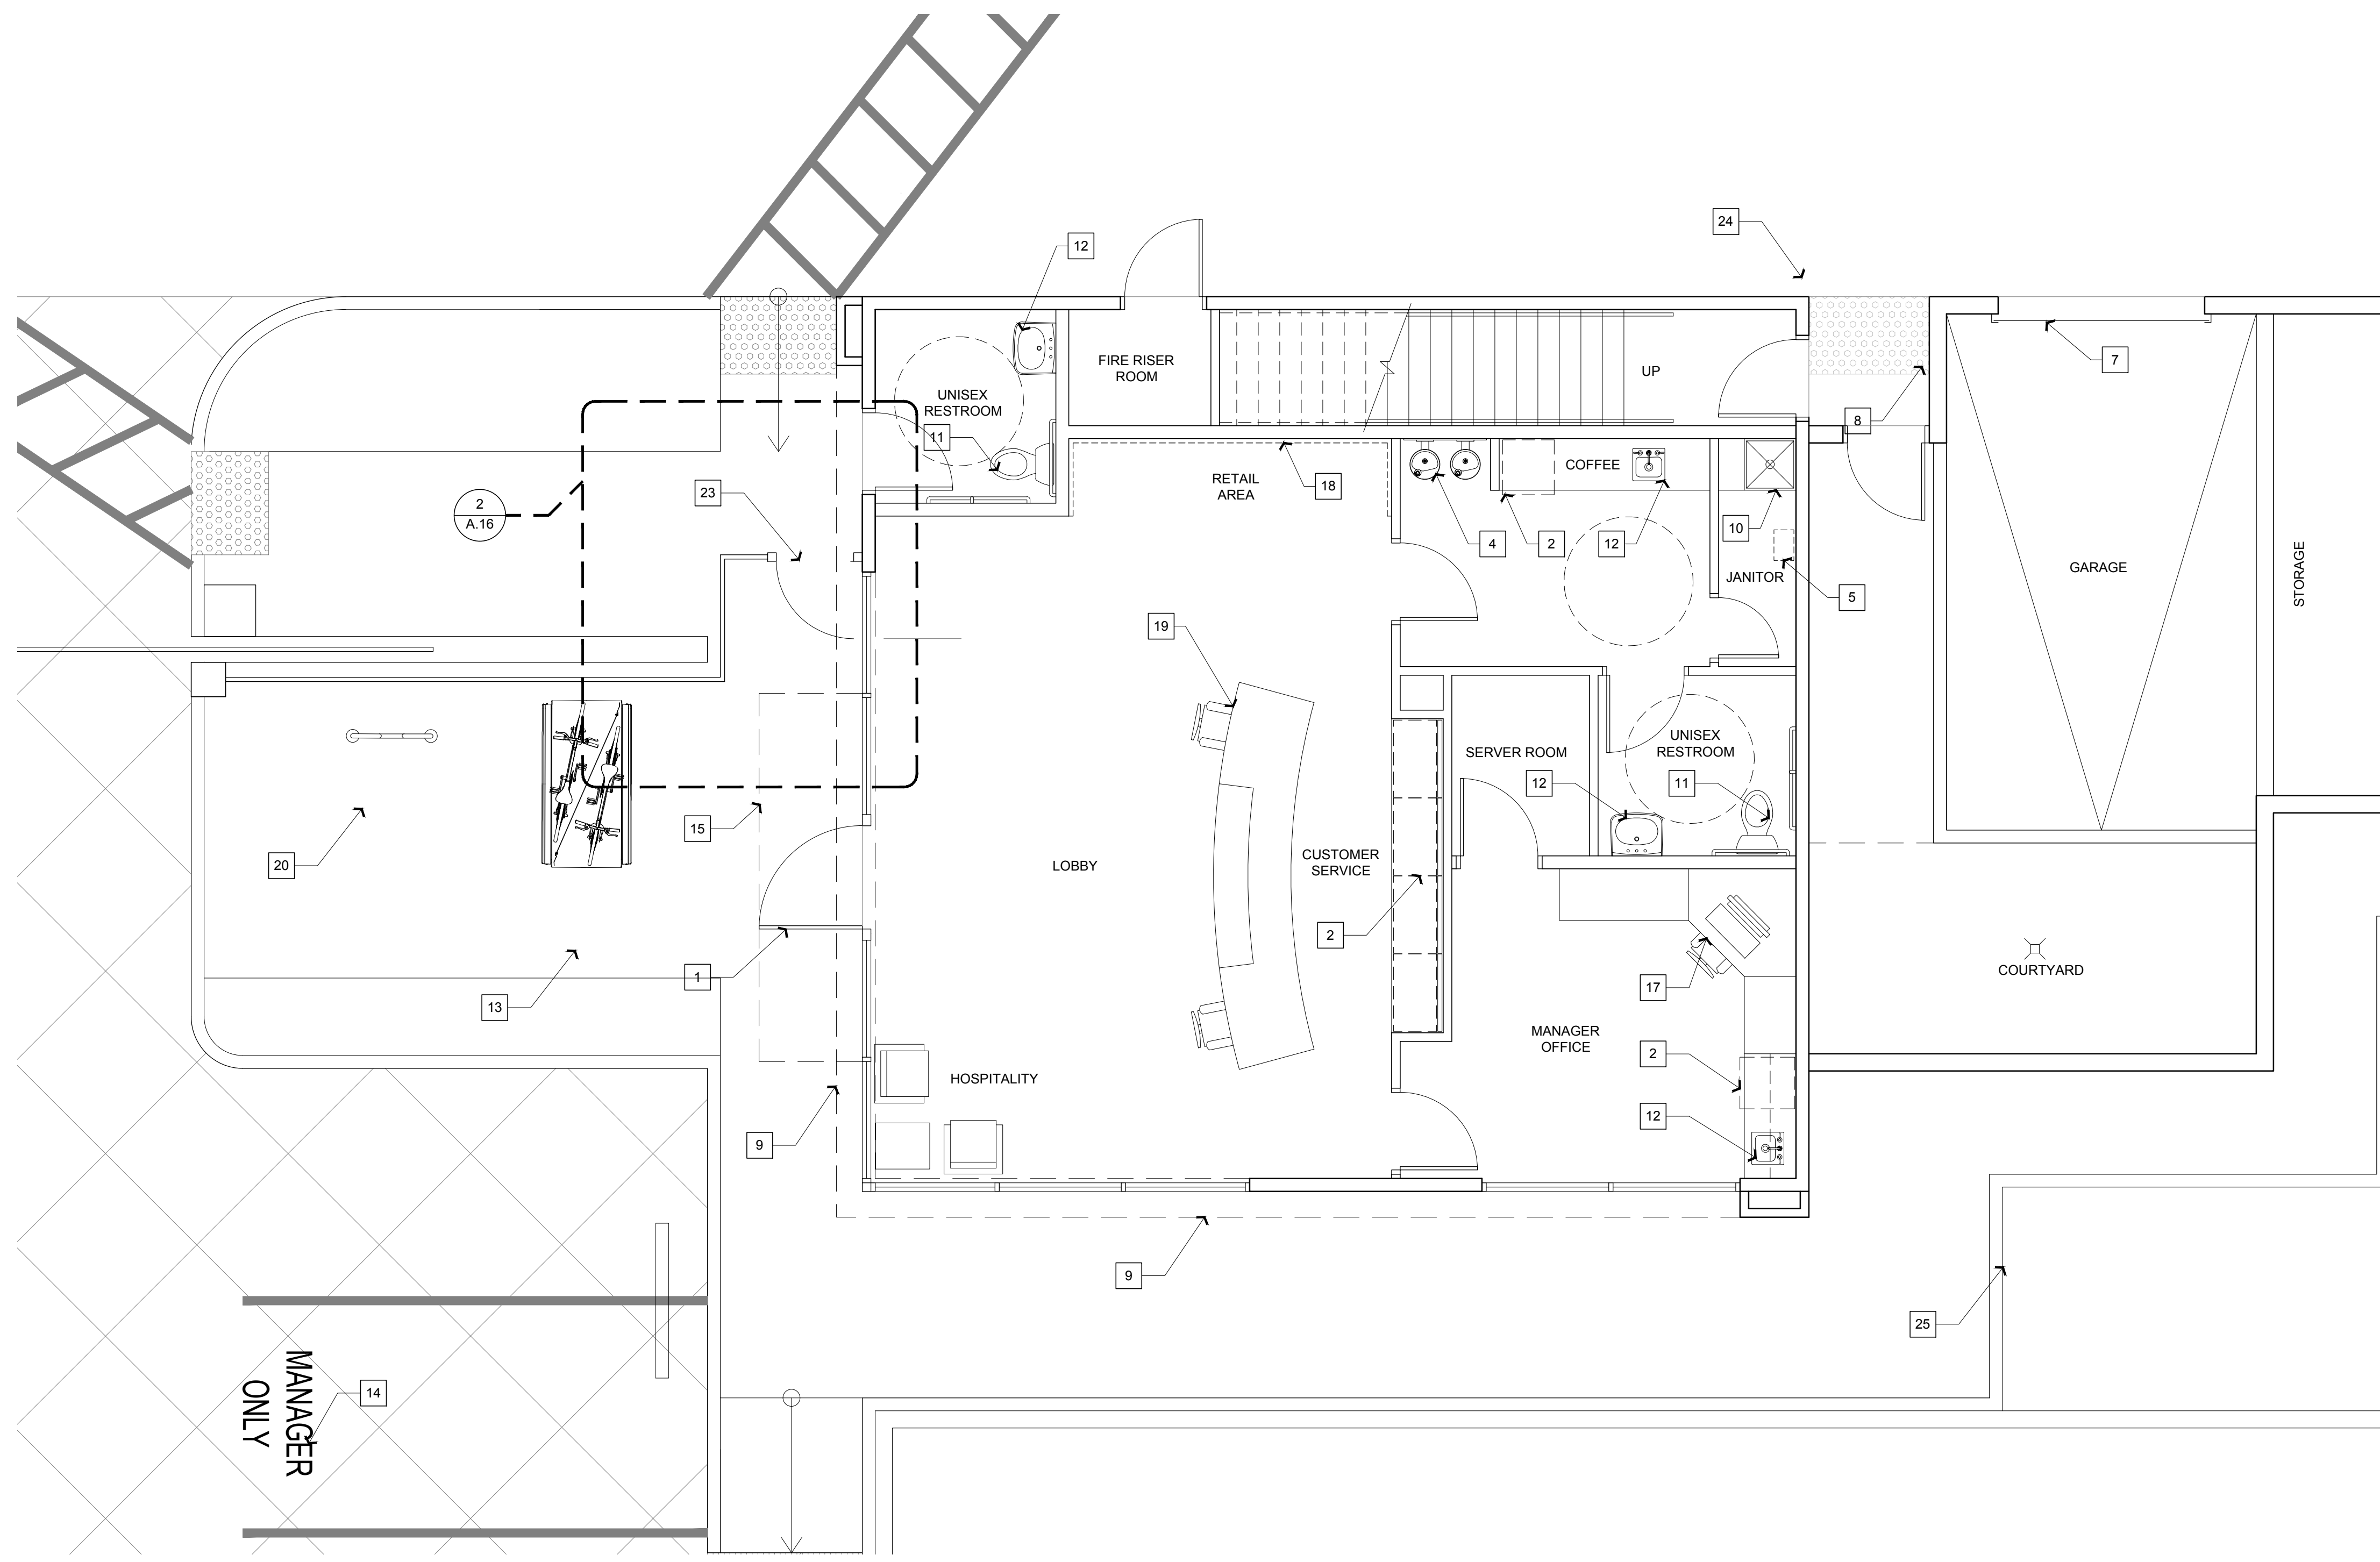 24
12
7
FIRE RISER
ROOM
UP
UNISEX
RESTROOM
8
11
COFFEE
RETAIL
AREA
18
23
2
A.16
10
4
2
12
GARAGE
STORAGE
JANITOR
5
19
UNISEX
RESTROOM
SERVER ROOM
12
11
15
20
LOBBY
CUSTOMER
SERVICE
2
1
COURTYARD
17
13
MANAGER
OFFICE
2
HOSPITALITY
12
9
9
25
MANAGER
ONLY
14